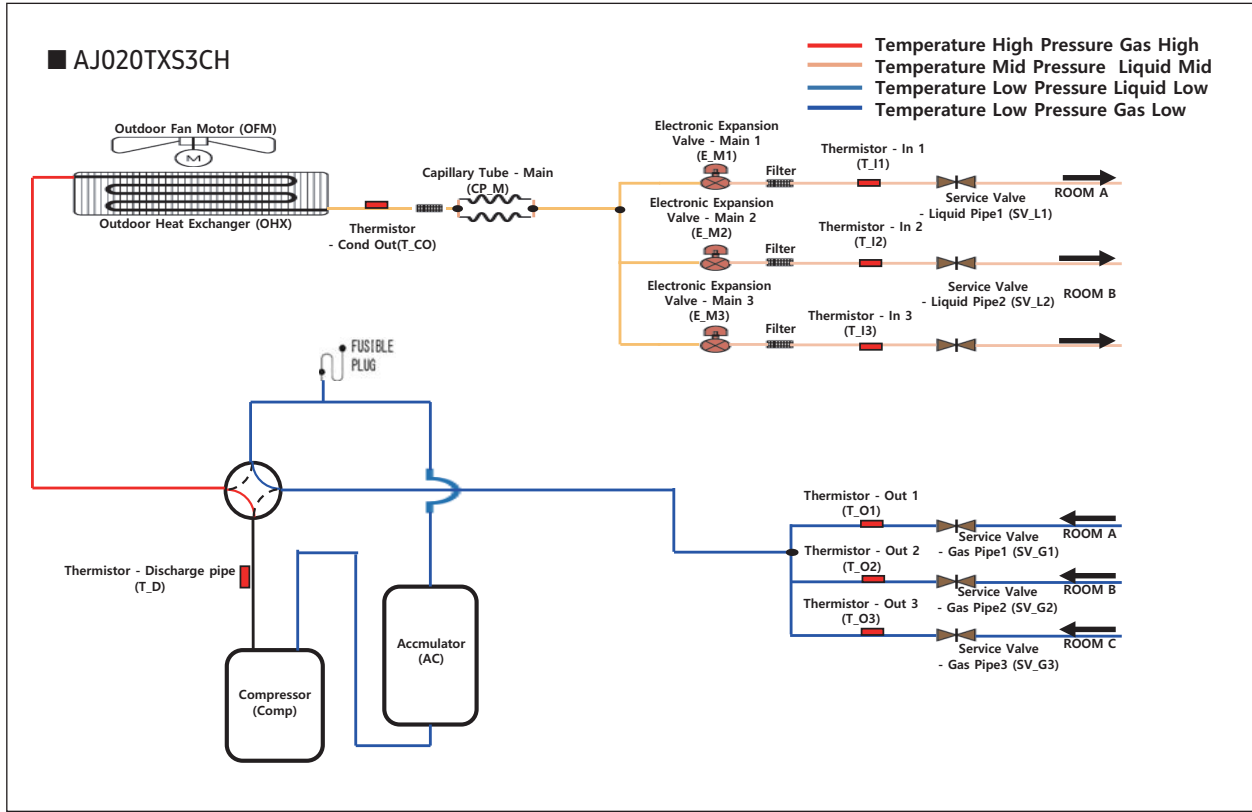 ■ AJ020TXS3CH
Temperature High Pressure Gas High
Temperature Mid Pressure Liquid Mid
Temperature Low Pressure Liquid Low
Temperature Low Pressure Gas Low
Outdoor Fan Motor (OFM)
M
Outdoor Heat Exchanger (OHX)
Thermistor
- Cond Out(T_CO)
Capillary Tube - Main
(CP_M)
Electronic Expansion
Valve - Main 1
(E_M1)
Filter
Thermistor - In 1
(T_I1)
Service Valve
- Liquid Pipe1 (SV_L1)
ROOM A
Electronic Expansion
Valve - Main 2
(E_M2)
Filter
Thermistor - In 2
(T_I2)
Service Valve
- Liquid Pipe2 (SV_L2)
ROOM B
Electronic Expansion
Valve - Main 3
(E_M3)
Filter
Thermistor - In 3
(T_I3)
FUSIBLE
PLUG
Thermistor - Discharge pipe
(T_D)
Compressor
(Comp)
Accmulator
(AC)
Thermistor - Out 1
(T_O1)
Service Valve
- Gas Pipe1 (SV_G1)
ROOM A
Thermistor - Out 2
(T_O2)
Service Valve
- Gas Pipe2 (SV_G2)
ROOM B
Thermistor - Out 3
(T_O3)
Service Valve
- Gas Pipe3 (SV_G3)
ROOM C